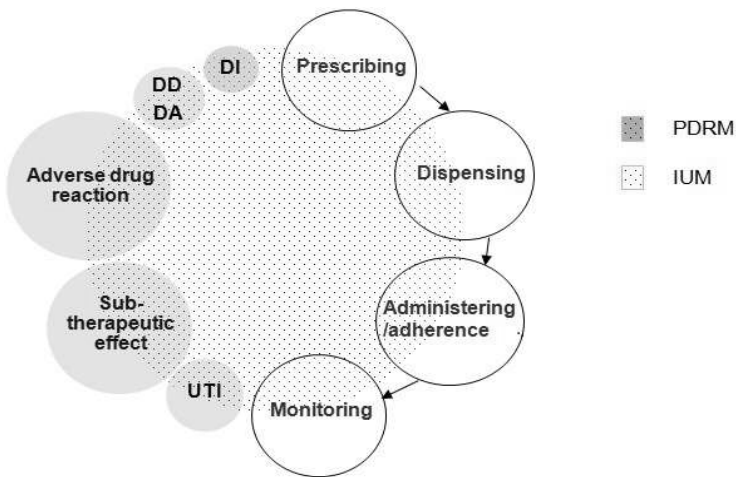 DI
Prescribing
DD
DA
PDRM
Adverse drug
reaction
Dispensing
IUM
Sub-
therapeutic
effect
Administering
/adherence
UTI
Monitoring